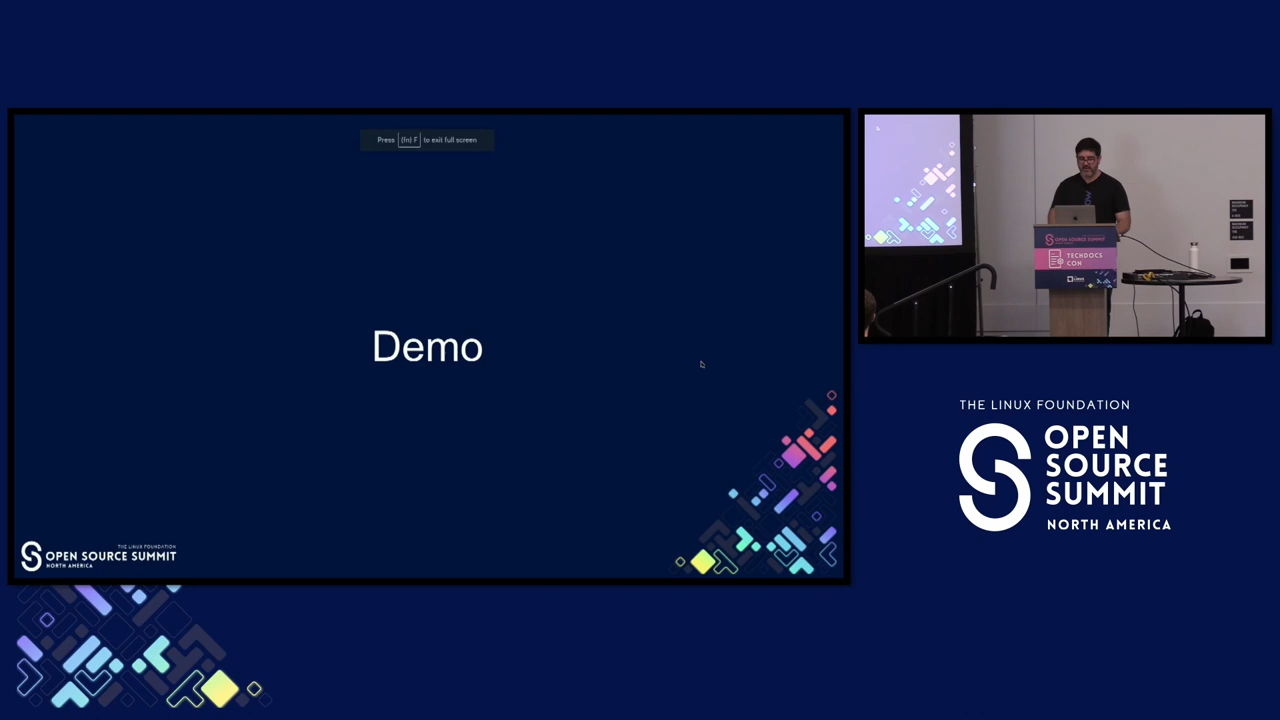 Press (fn) F to exit full screen
Demo
THE LINUX FOUNDATION
OPEN SOURCE SUMMIT
NORTH AMERICA
OPEN SOURCE SUMMIT
TECHDOCS
CON
THE LINUX FOUNDATION
OPEN
SOURCE
SUMMIT
NORTH AMERICA